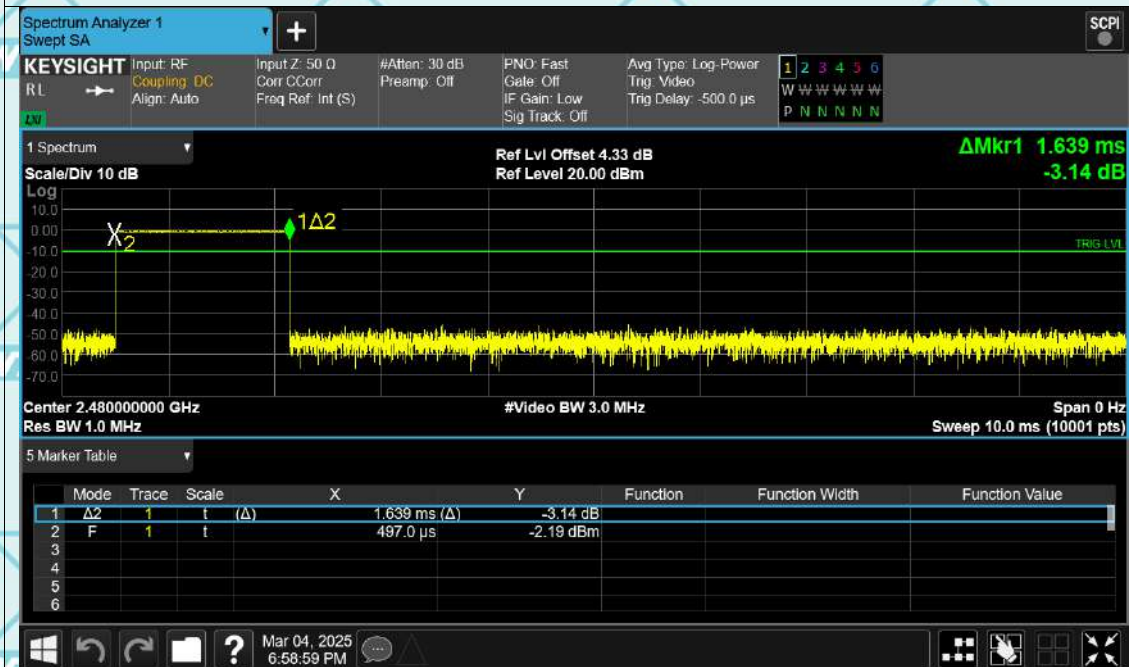 Spectrum Analyzer 1
Swept SA
+
SCPI
KEYSIGHT
RL
LXI
Input: RF
Coupling: DC
Align: Auto
Input Z: 50 Ω
Corr CCorr
Freq Ref: Int (S)
#Atten: 30 dB
Preamp: Off
PNO: Fast
Gate: Off
IF Gain: Low
Sig Track: Off
Avg Type: Log-Power
Trig: Video
Trig Delay: -500.0 µs
1 2 3 4 5 6
W W W W W W
P N N N N N
1 Spectrum
Scale/Div 10 dB
Ref Lvl Offset 4.33 dB
Ref Level 20.00 dBm
ΔMkr1 1.639 ms
-3.14 dB
Log
10.0
0.00
-10.0
-20.0
-30.0
-40.0
-50.0
-60.0
-70.0
X2
1Δ2
TRIG LVL
Center 2.480000000 GHz
#Video BW 3.0 MHz
Span 0 Hz
Res BW 1.0 MHz
Sweep 10.0 ms (10001 pts)
5 Marker Table
Mode Trace Scale X Y Function Function Width Function Value
1 Δ2 1 t (Δ) 1.639 ms (Δ) -3.14 dB
2 F 1 t 497.0 µs -2.19 dBm
3
4
5
6
?
Mar 04, 2025
6:58:59 PM